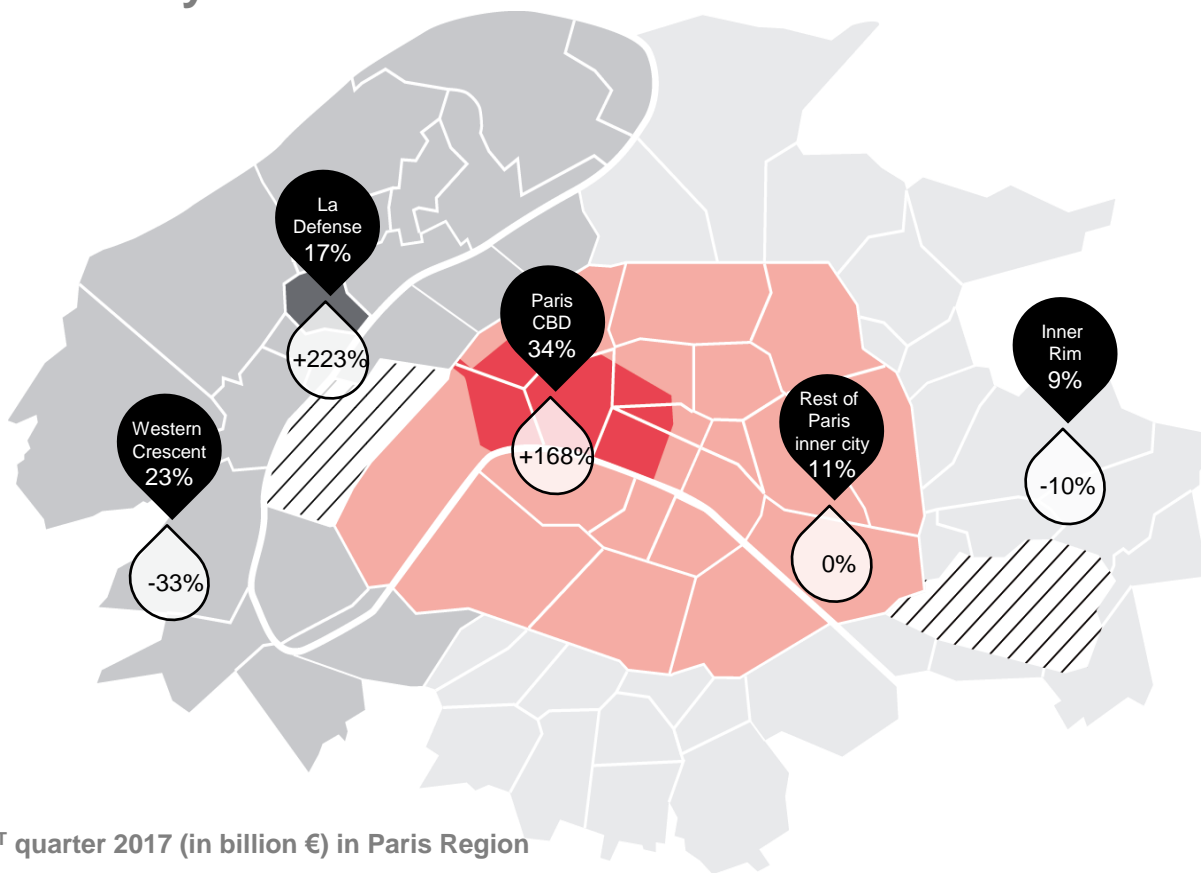 La
Defense
17%
+223%
Paris
CBD
34%
+168%
Inner
Rim
9%
-10%
Rest of
Paris
inner city
11%
0%
Western
Crescent
23%
-33%
T quarter 2017 (in billion €) in Paris Region